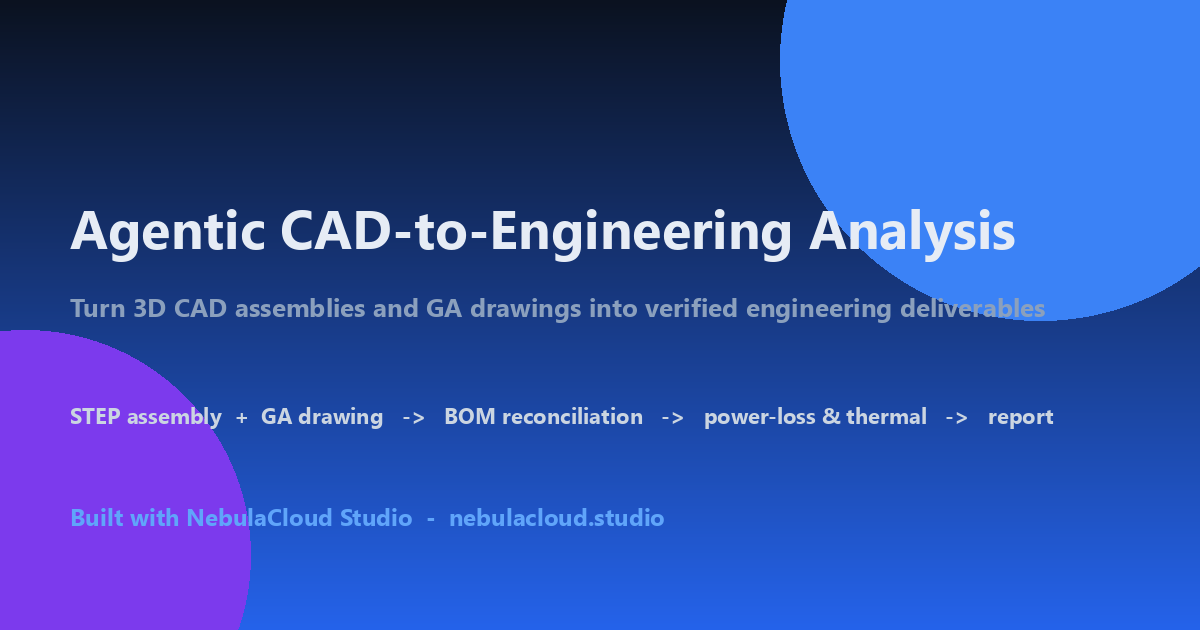 Agentic CAD-to-Engineering Analysis
Turn 3D CAD assemblies and GA drawings into verified engineering deliverables
STEP assembly + GA drawing -> BOM reconciliation -> power-loss & thermal -> report
Built with NebulaCloud Studio - nebulacloud.studio